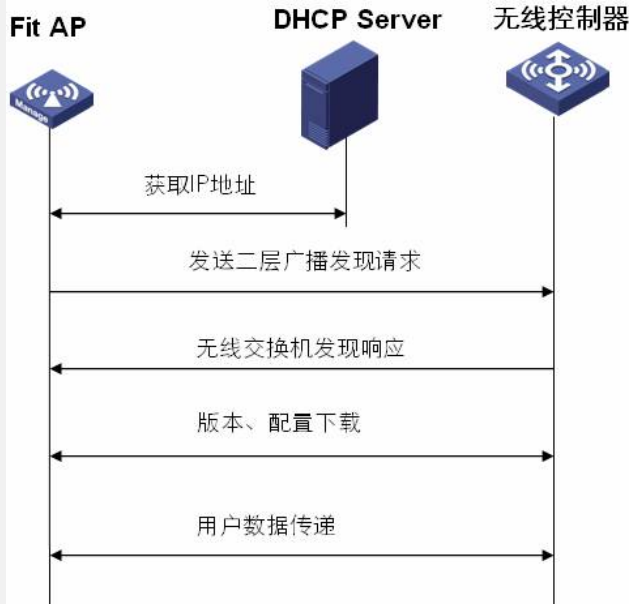 Fit AP
DHCP Server
无线控制器
Manage
获取IP地址
发送二层广播发现请求
无线交换机发现响应
版本、配置下载
用户数据传递